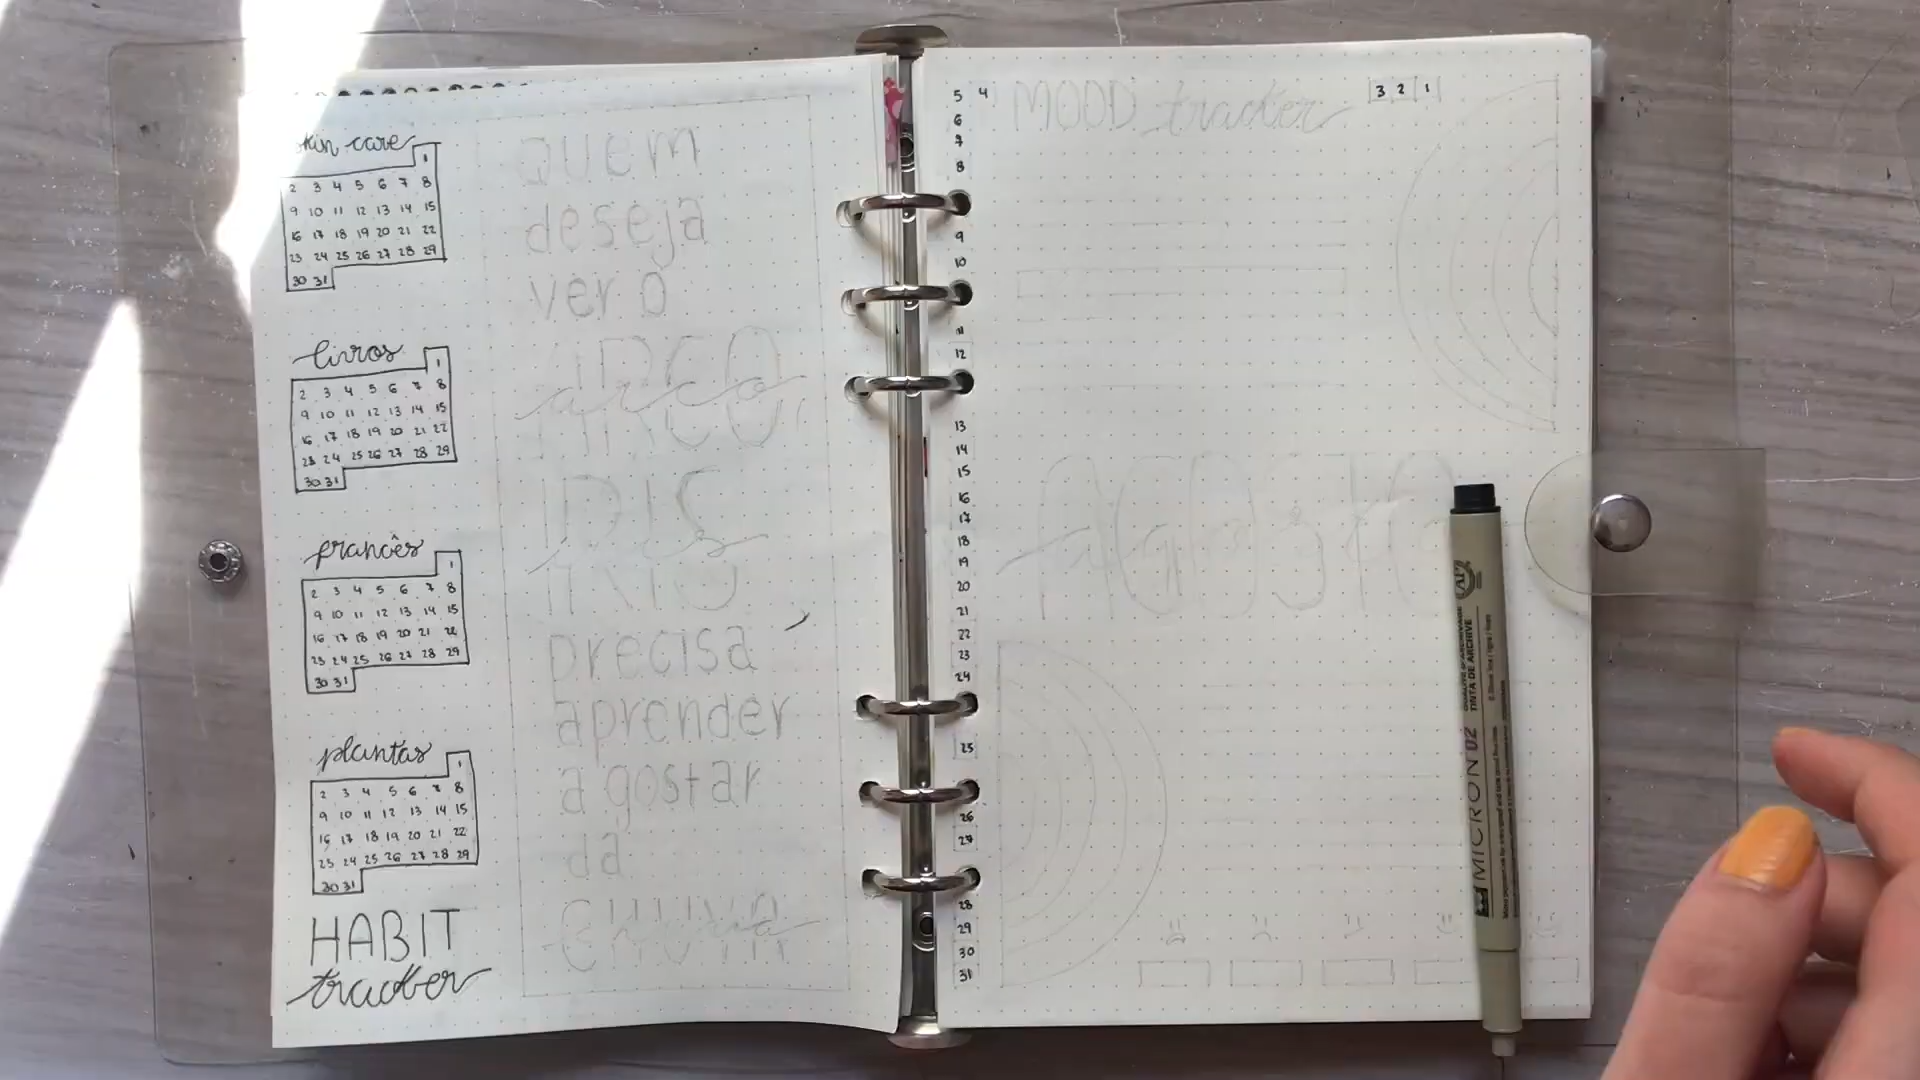 skin care
1
2 3 4 5 6 7 8
9 10 11 12 13 14 15
16 17 18 19 20 21 22
23 24 25 26 27 28 29
30 31
livros
1
2 3 4 5 6 7 8
9 10 11 12 13 14 15
16 17 18 19 20 21 22
23 24 25 26 27 28 29
30 31
francês
1
2 3 4 5 6 7 8
9 10 11 12 13 14 15
16 17 18 19 20 21 22
23 24 25 26 27 28 29
30 31
plantas
1
2 3 4 5 6 7 8
9 10 11 12 13 14 15
16 17 18 19 20 21 22
23 24 25 26 27 28 29
30 31
HABIT
tracker
QUEM
deseja
ver o
ARCO
arco
IRIS
precisa
aprender
a gostar
da
CHUVA
MOOD tracker
3 2 1
5 4
6
7
8
9
10
11
12
13
14
15
16
17
18
19
20
21
22
23
24
25
26
27
28
29
30
31
AGOSTO
MICRON 02
TINTA DE ARCHIVE